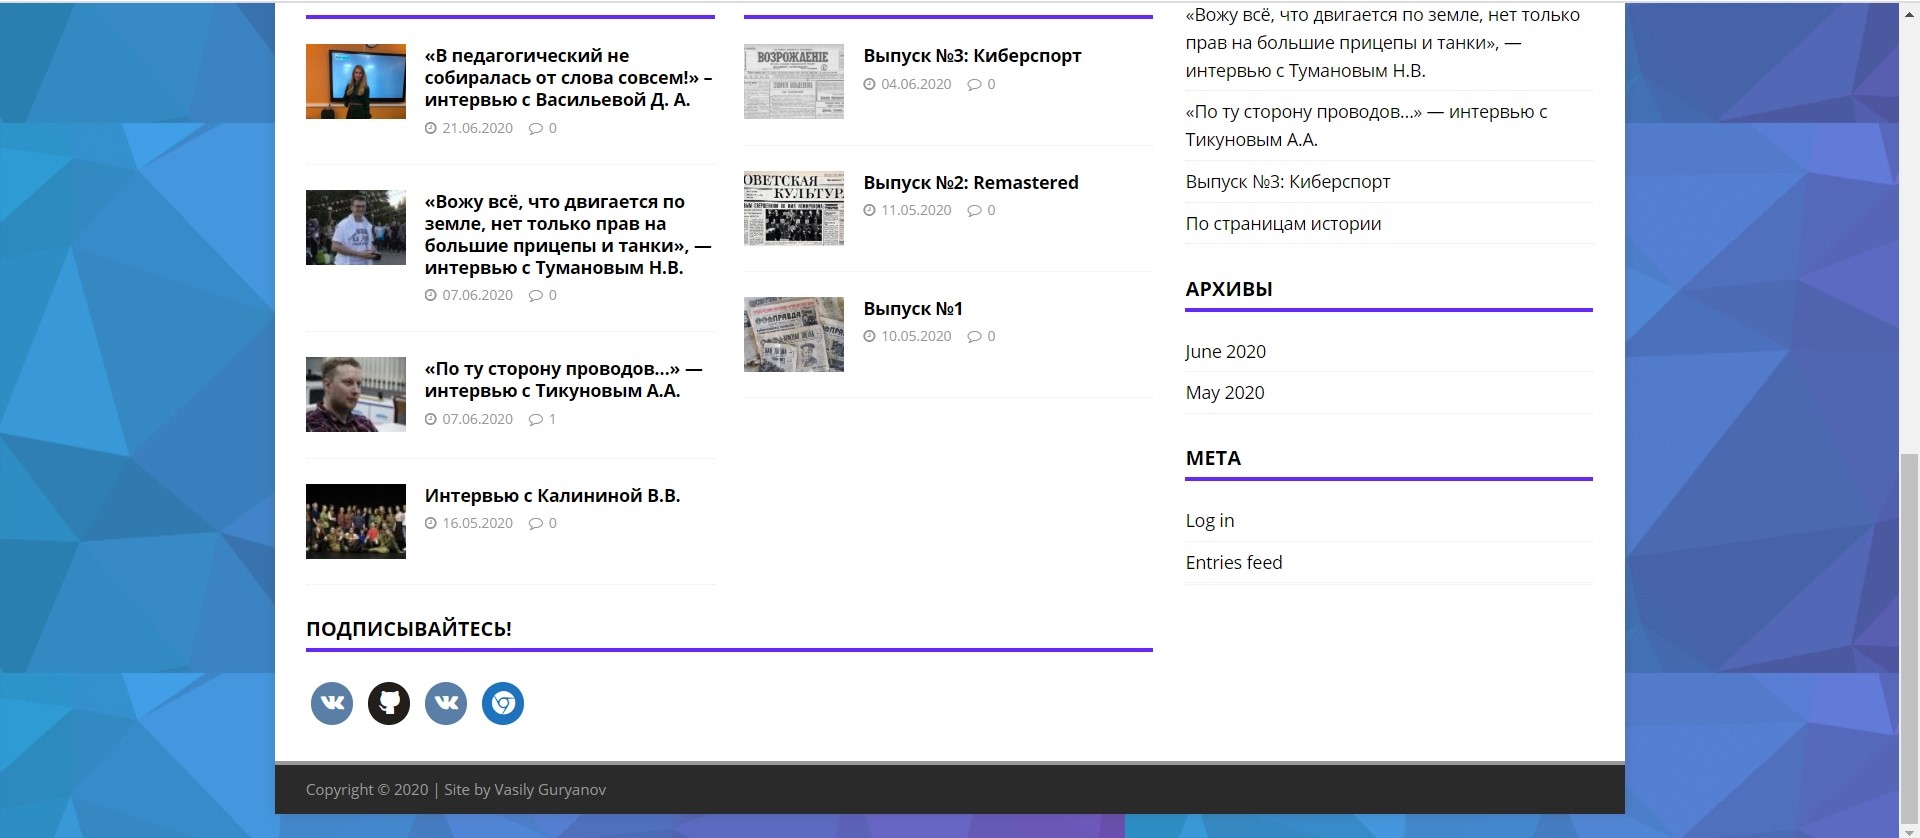 «В педагогический не
собиралась от слова совсем!» –
интервью с Васильевой Д. А.
21.06.2020 0
«Вожу всё, что двигается по
земле, нет только прав на
большие прицепы и танки», —
интервью с Тумановым Н.В.
07.06.2020 0
«По ту сторону проводов...» —
интервью с Тикуновым А.А.
07.06.2020 1
Интервью с Калининой В.В.
16.05.2020 0
ВОЗРОЖДЕНІЕ
Выпуск №3: Киберспорт
04.06.2020 0
ОВЕТСКАЯ
КУЛЬТУР
Выпуск №2: Remastered
11.05.2020 0
Выпуск №1
10.05.2020 0
«Вожу всё, что двигается по земле, нет только
прав на большие прицепы и танки», —
интервью с Тумановым Н.В.
«По ту сторону проводов...» — интервью с
Тикуновым А.А.
Выпуск №3: Киберспорт
По страницам истории
АРХИВЫ
June 2020
May 2020
МЕТА
Log in
Entries feed
ПОДПИСЫВАЙТЕСЬ!
Copyright © 2020 | Site by Vasily Guryanov